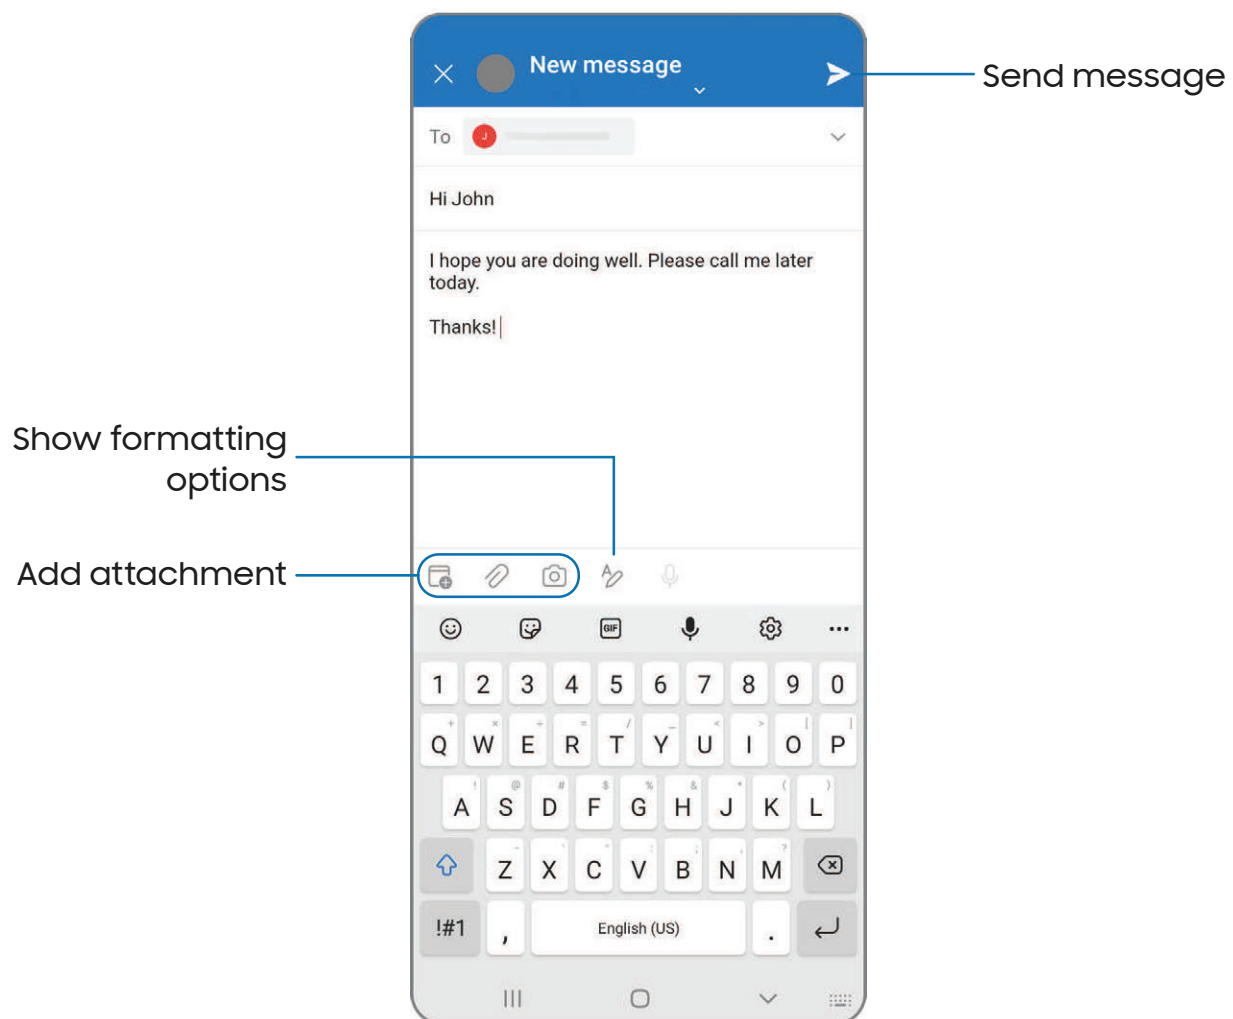 New message
Send message
To J
Hi John
I hope you are doing well. Please call me later
today.
Thanks!
Show formatting
options
Add attachment
GIF
1 2 3 4 5 6 7 8 9 0
+ × ÷ = / _ < > [ ]
Q W E R T Y U I O P
! @ # $ % & * ( )
A S D F G H J K L
- ' " : ; , ?
Z X C V B N M
!#1 , English (US) .